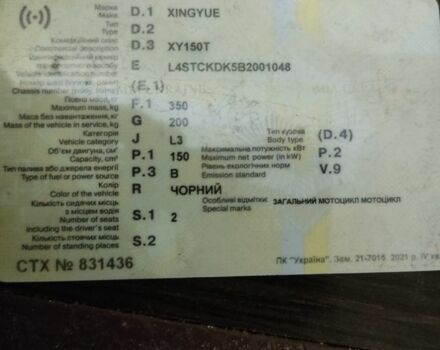 Марка
Make D.1 XINGYUE
Тип
Type D.2
Комерційний опис
Commercial description D.3 XY150T
E L4STCKDK5B2001048
Vehicle identification number
Chassis number (E.1)
Повна маса, кг
Maximum mass, kg F.1 350
Маса без навантаження, кг
Mass of the vehicle in service, kg G 200
Категорія
Vehicle category J L3 Тип кузова
Body type (D.4)
Об'єм двигуна, см³
Capacity, cm³ P.1 150 Максимальна потужність кВт
Maximum net power (in kW) P.2
Тип палива або джерела енергії
Type of fuel or power source P.3 B Рівень екологічних норм
Emission standard V.9
Колір
Color of the vehicle R ЧОРНИЙ
Кількість сидячих місць
з місцем водія
Number of seats
including the driver's seat S.1 2 Особливі відмітки
Special marks ЗАГАЛЬНИЙ МОТОЦИКЛ МОТОЦИКЛ
Кількість стоячих місць
Number of standing places S.2
СТХ № 831436 ПК "Україна". Зам. 21-7015 2021 р. IV кв.